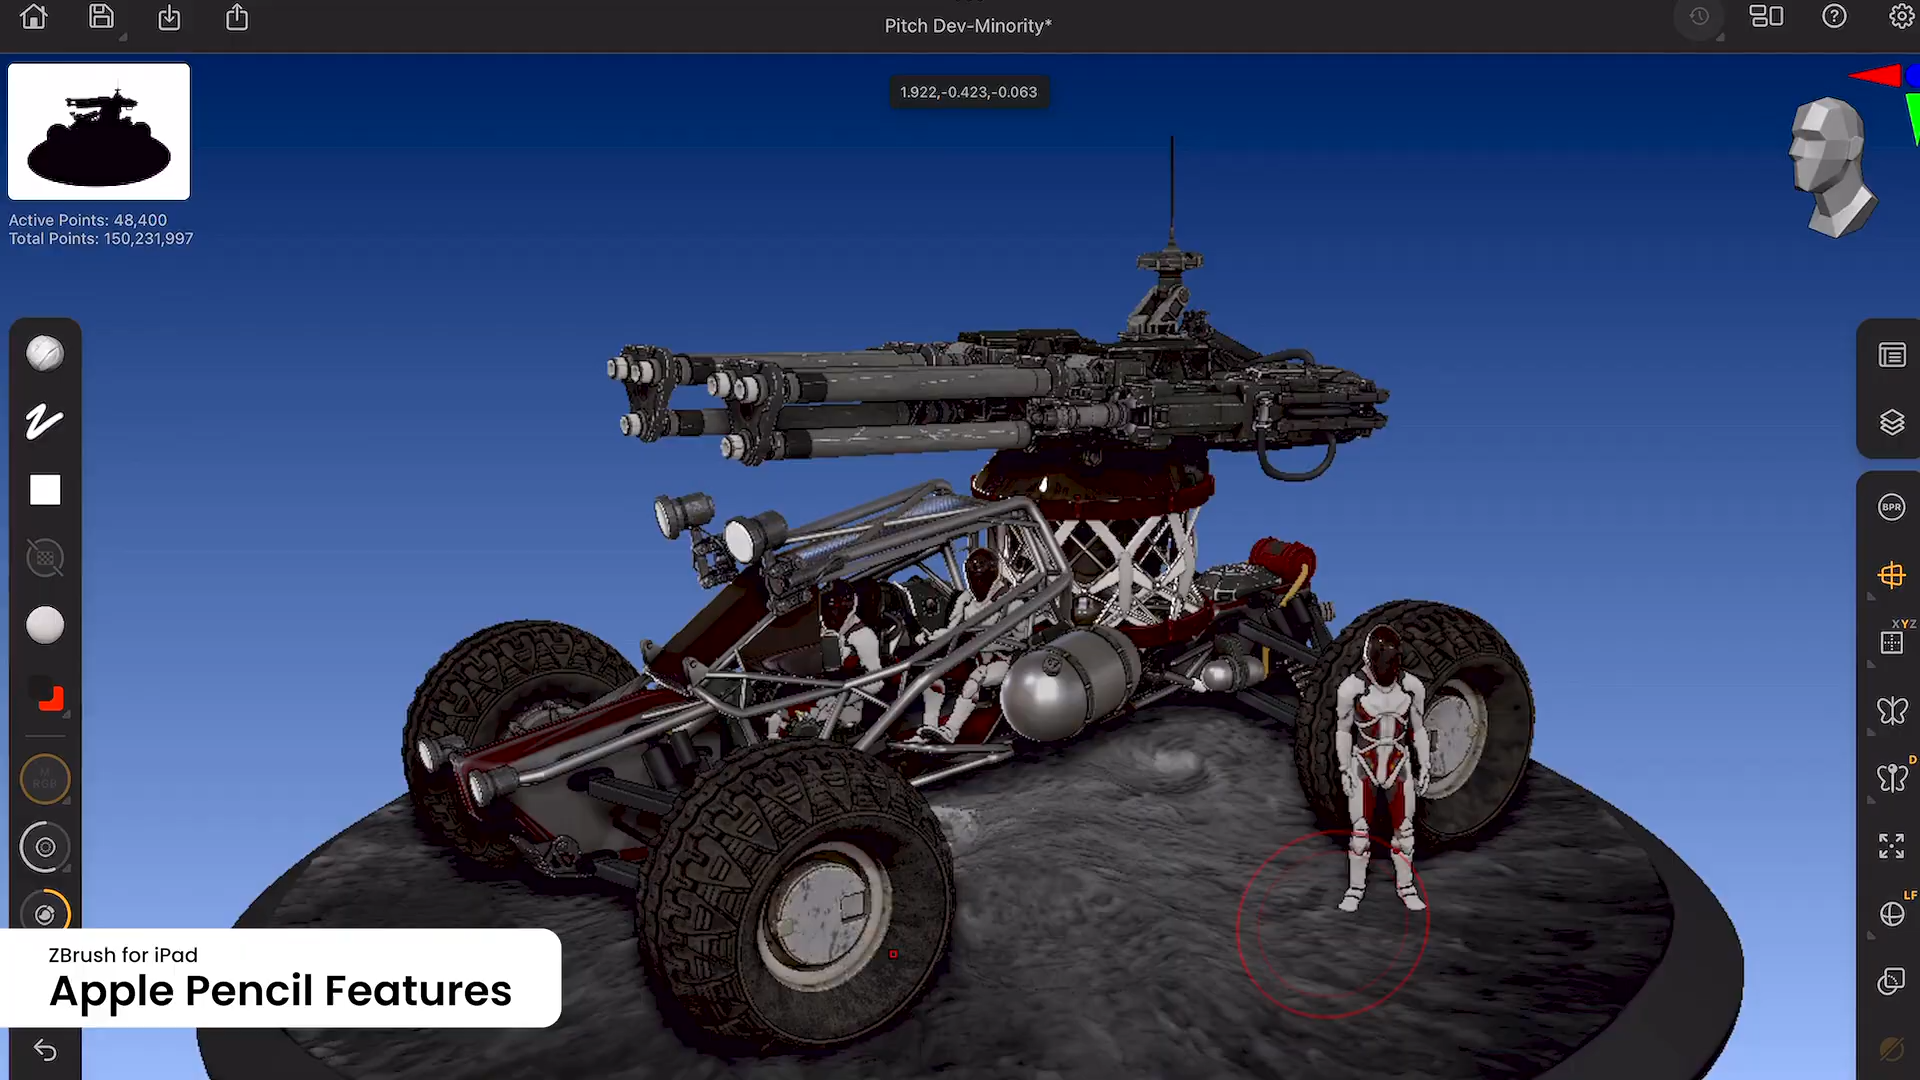 Pitch Dev-Minority*
1.922,-0.423,-0.063
Active Points: 48,400
Total Points: 150,231,997
BPR
XYZ
D
M
RGB
LF
ZBrush for iPad
Apple Pencil Features